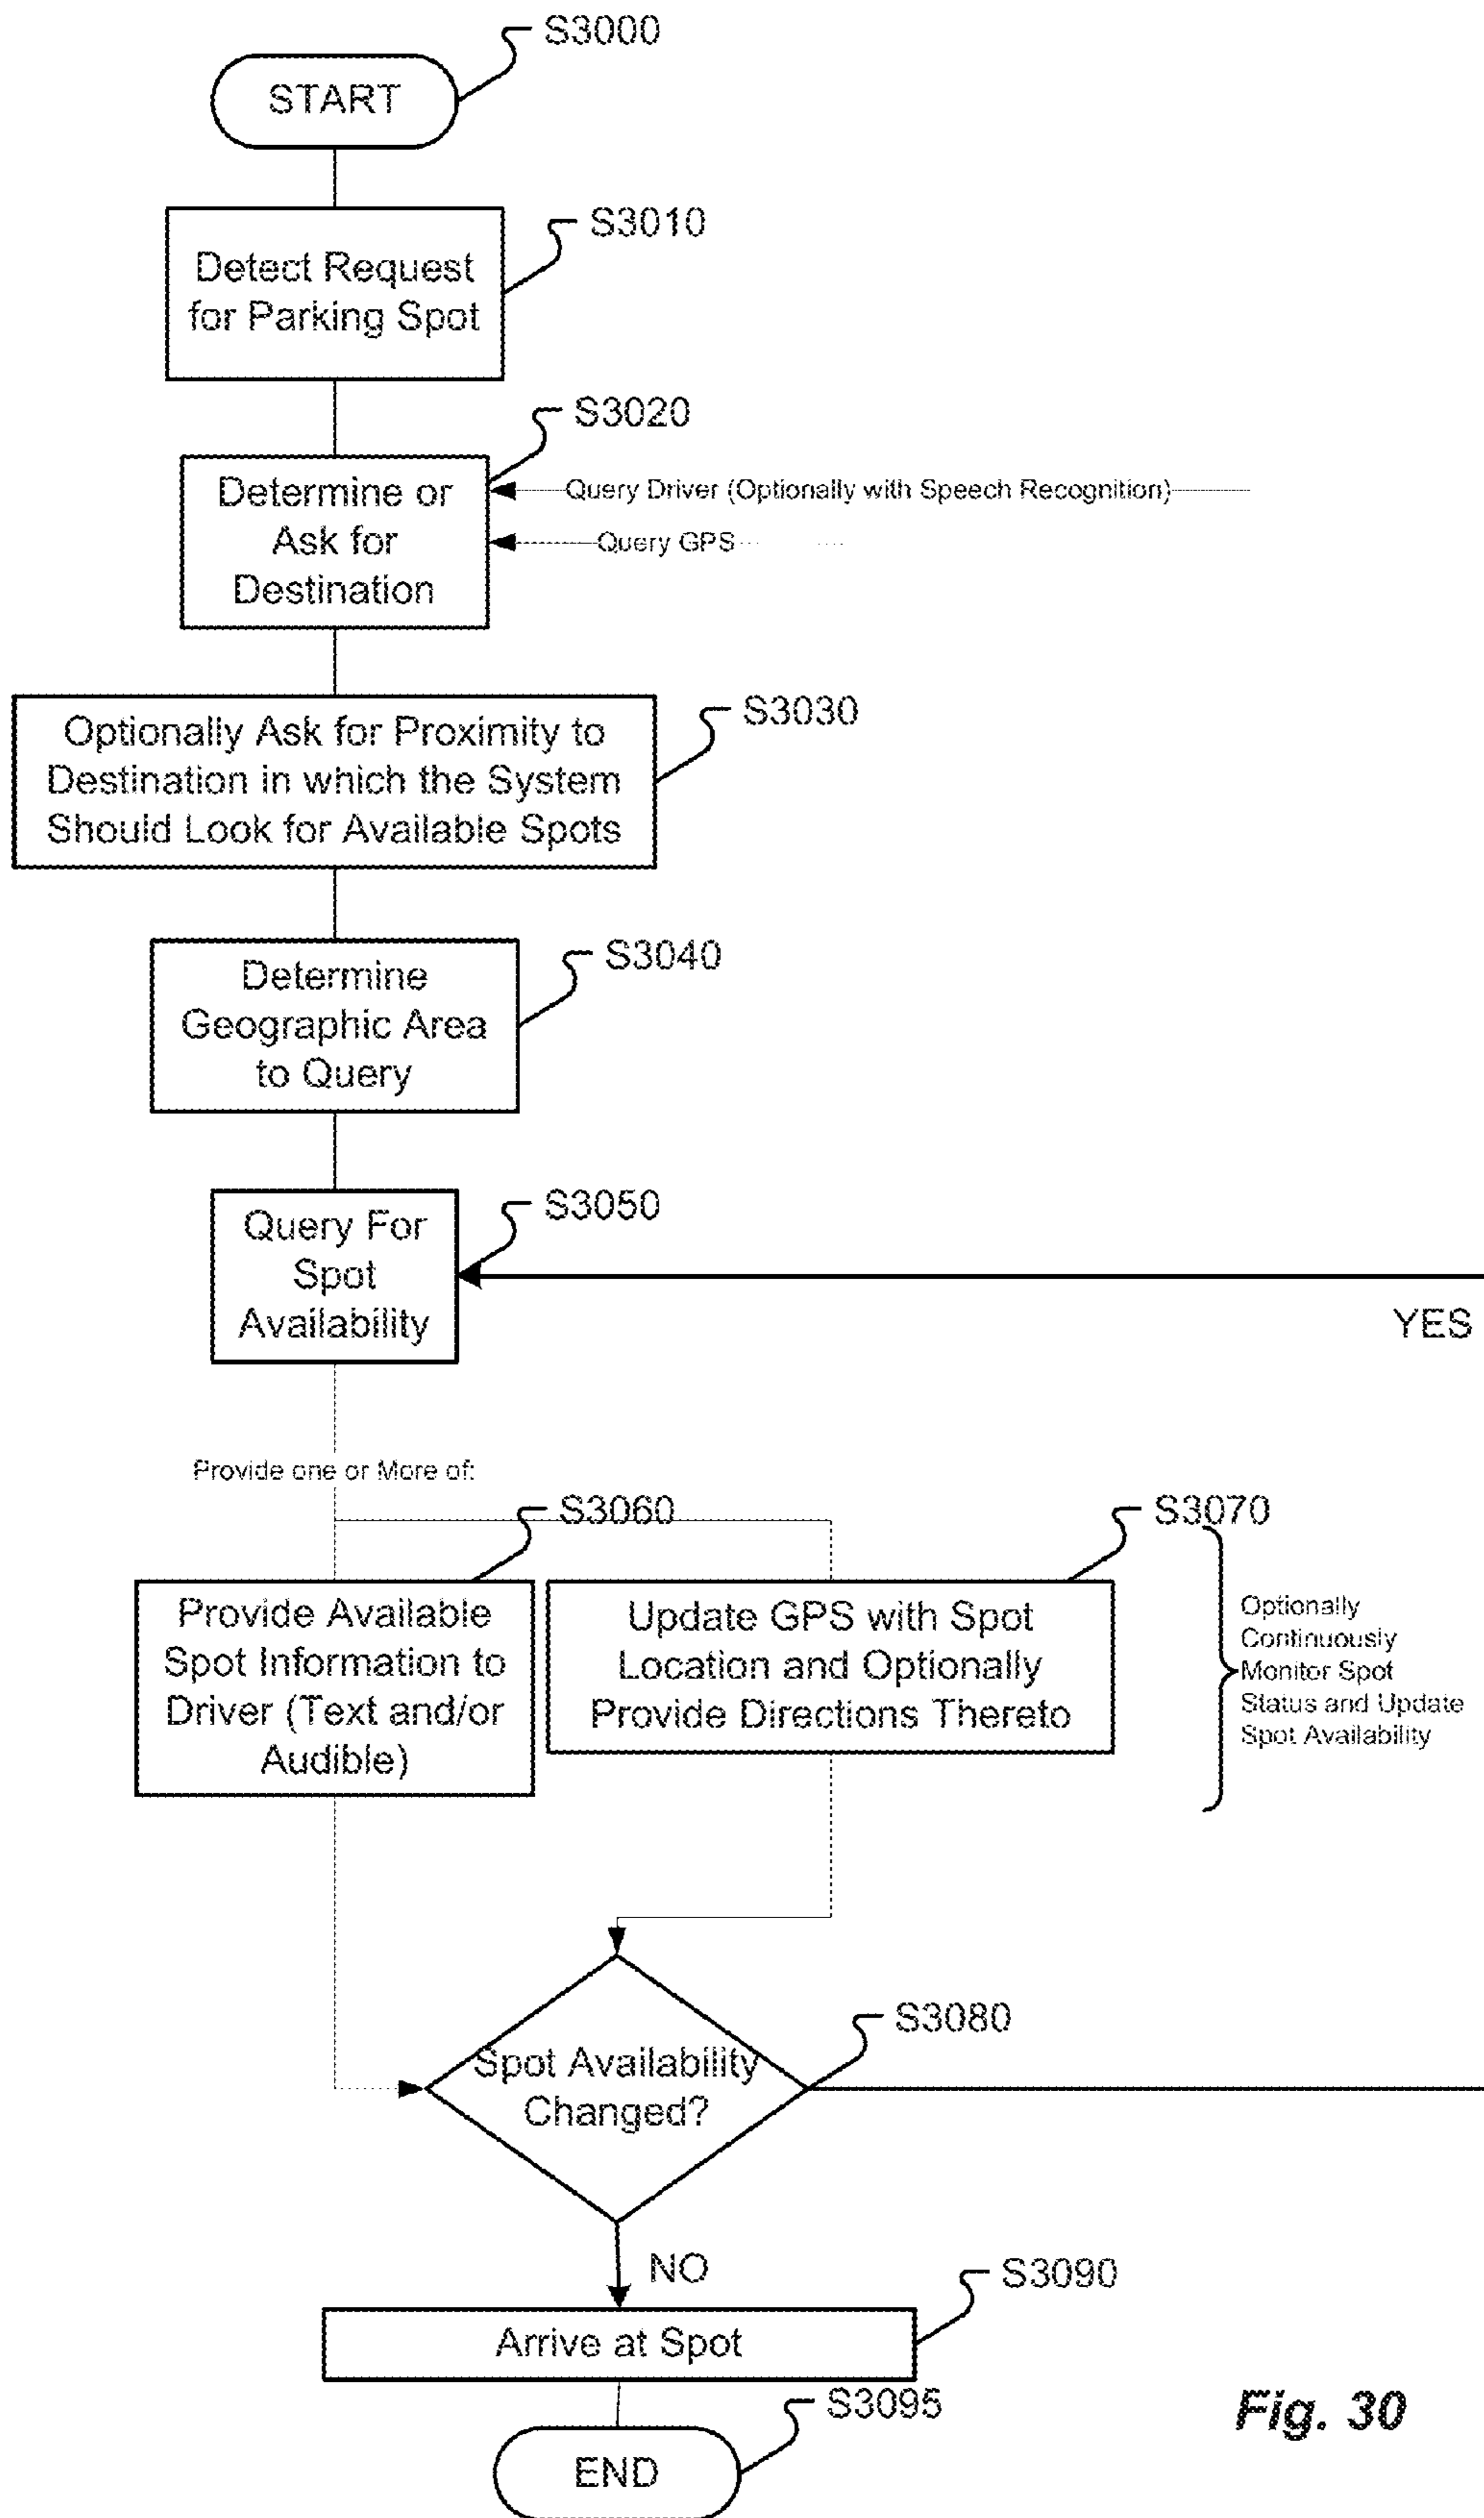 S3000
START
S3010
Detect Request
for Parking Spot
S3020
Determine or
Ask for
Destination
Query Driver (Optionally with Speech Recognition)
Query GPS
S3030
Optionally Ask for Proximity to
Destination in which the System
Should Look for Available Spots
S3040
Determine
Geographic Area
to Query
S3050
Query For
Spot
Availability
YES
Provide one or More of:
S3060
Provide Available
Spot Information to
Driver (Text and/or
Audible)
S3070
Update GPS with Spot
Location and Optionally
Provide Directions Thereto
Optionally
Continuously
Monitor Spot
Status and Update
Spot Availability
S3080
Spot Availability
Changed?
NO
S3090
Arrive at Spot
S3095
END
Fig. 30